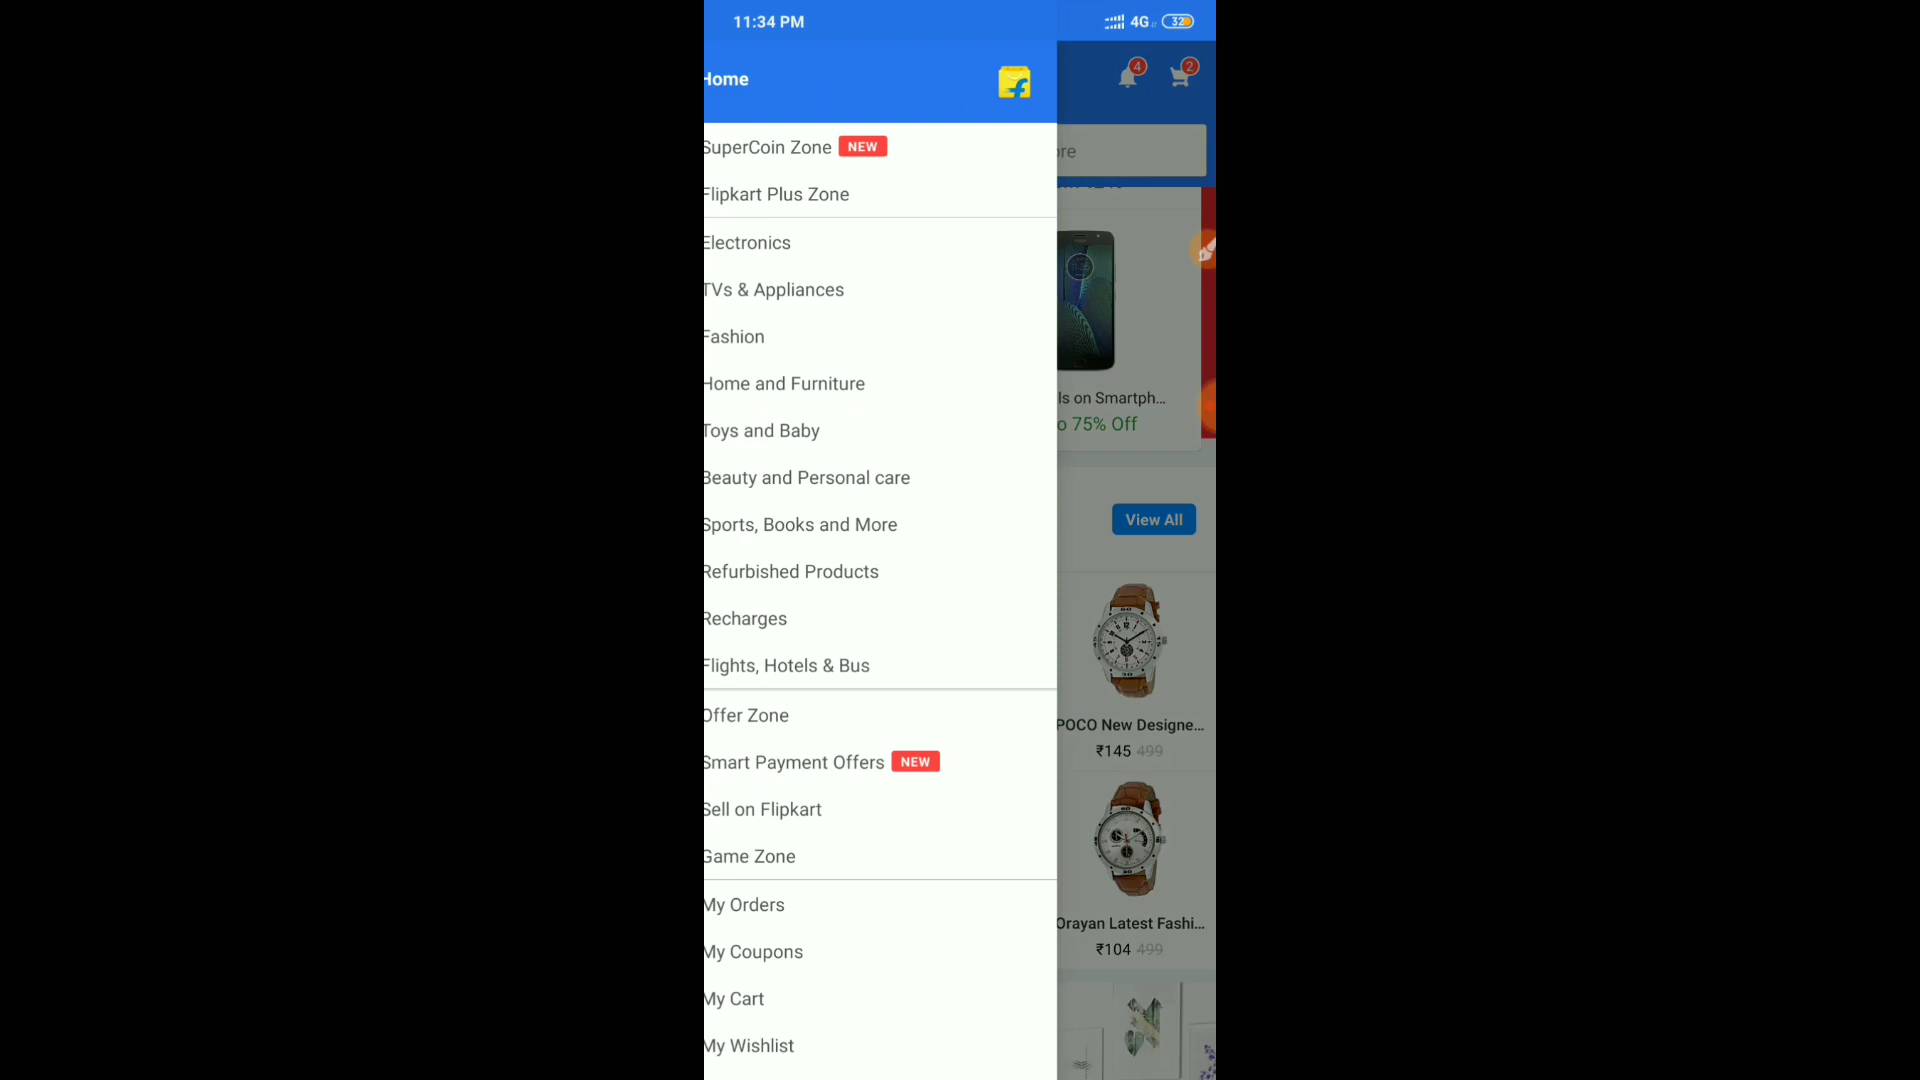 11:34 PM
4G
32
Home
4
2
SuperCoin Zone NEW
Flipkart Plus Zone
Electronics
TVs & Appliances
Fashion
Home and Furniture
Toys and Baby
Beauty and Personal care
Sports, Books and More
Refurbished Products
Recharges
Flights, Hotels & Bus
Offer Zone
Smart Payment Offers NEW
Sell on Flipkart
Game Zone
My Orders
My Coupons
My Cart
My Wishlist
ore
ls on Smartph...
o 75% Off
View All
POCO New Designe...
₹145 499
Orayan Latest Fashi...
₹104 499